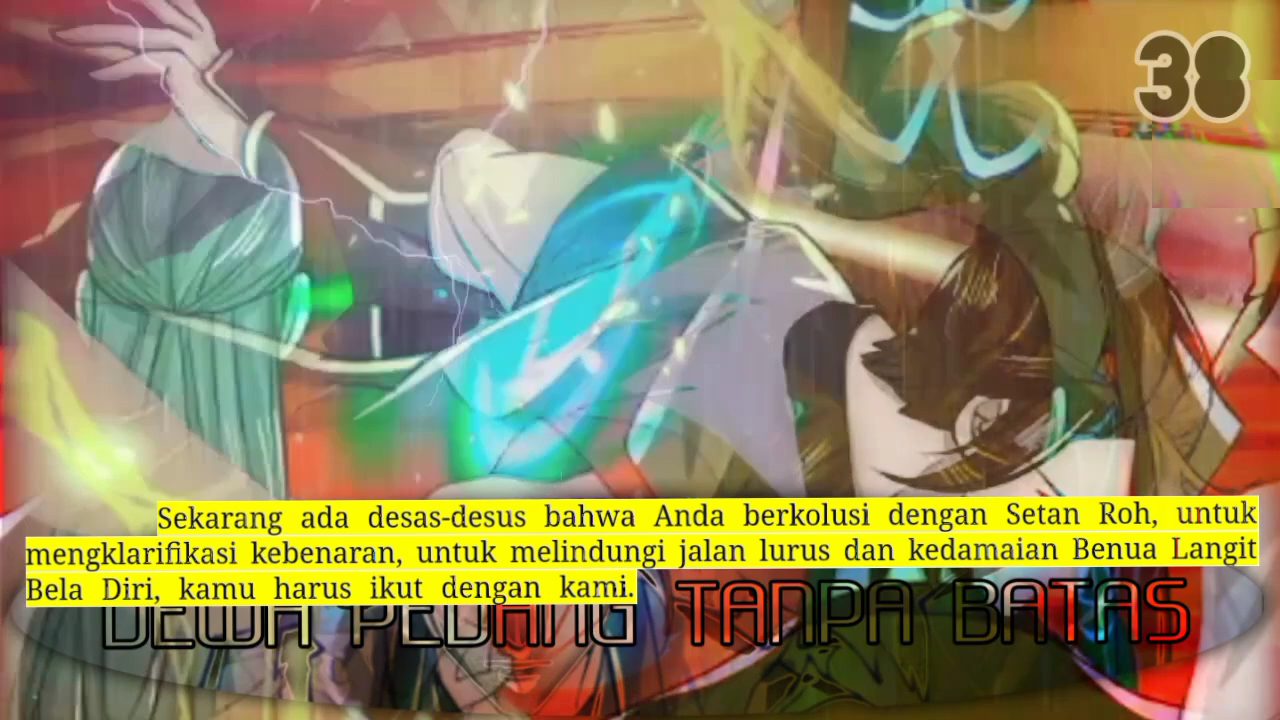 38
Sekarang ada desas-desus bahwa Anda berkolusi dengan Setan Roh, untuk
mengklarifikasi kebenaran, untuk melindungi jalan lurus dan kedamaian Benua Langit
Bela Diri, kamu harus ikut dengan kami.
DEWA PEDANG TANPA BATAS